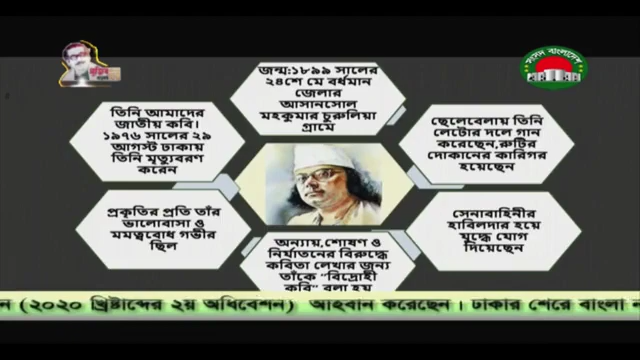 জন্ম:১৮৯৯ সালের
২৪শে মে বর্ধমান
জেলার
আসানসোল
মহকুমার চুরুলিয়া
গ্রামে
তিনি আমাদের
জাতীয় কবি।
১৯৭৬ সালের ২৯
আগস্ট ঢাকায়
তিনি মৃত্যুবরণ
করেন
ছেলেবেলায় তিনি
লেটোর দলে গান
করেছেন,রুটির
দোকানের কারিগর
হয়েছেন
প্রকৃতির প্রতি তাঁর
ভালোবাসা ও
মমত্ববোধ গভীর
ছিল
সেনাবাহিনীর
হাবিলদার হয়ে
যুদ্ধে যোগ
দিয়েছেন
অন্যায়,শোষণ ও
নির্যাতনের বিরুদ্ধে
কবিতা লেখার জন্য
তাঁকে “বিদ্রোহী
কবি” বলা হয়
ন (২০২০ খ্রিষ্টাব্দের ২য় অধিবেশন) আহবান করেছেন। ঢাকার শেরে বাংলা ন